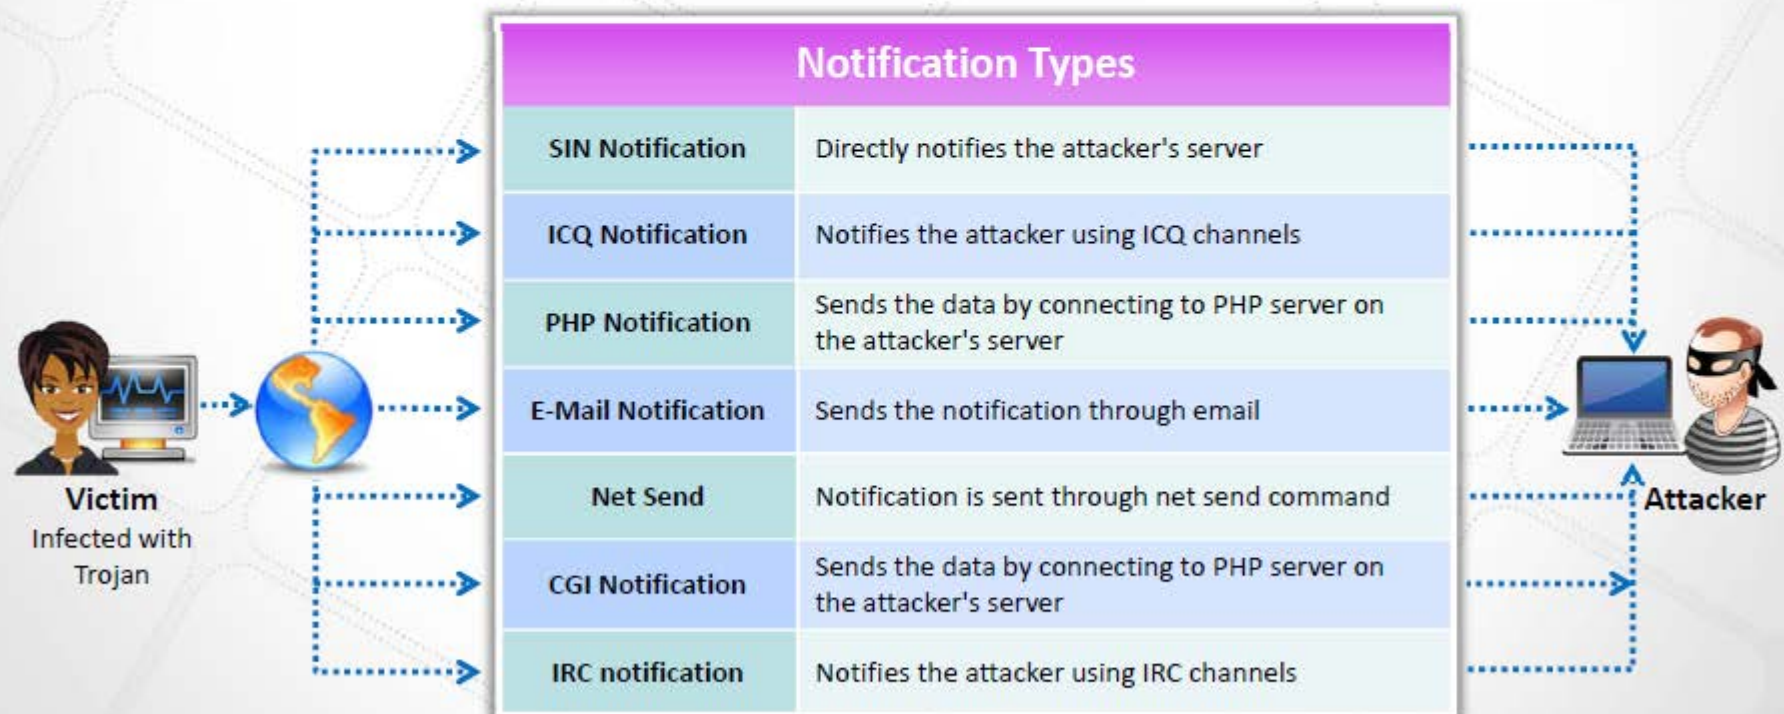 Notification Types
SIN Notification
Directly notifies the attacker's server
ICQ Notification
Notifies the attacker using ICQ channels
PHP Notification
Sends the data by connecting to PHP server on
the attacker's server
E-Mail Notification
Sends the notification through email
Net Send
Notification is sent through net send command
CGI Notification
Sends the data by connecting to PHP server on
the attacker's server
IRC notification
Notifies the attacker using IRC channels
Victim
Infected with
Trojan
Attacker